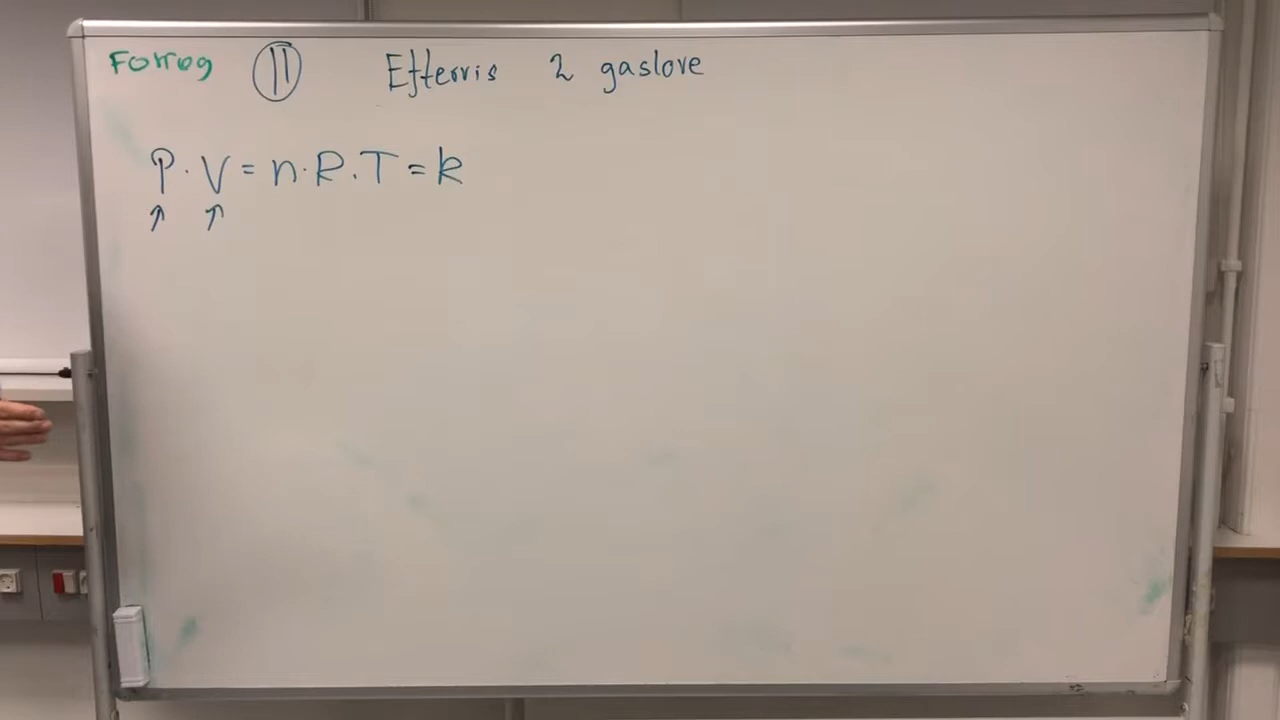 Forsøg 11 Eftervis 2 gaslove
P · V = n · R · T = k
↑ ↑